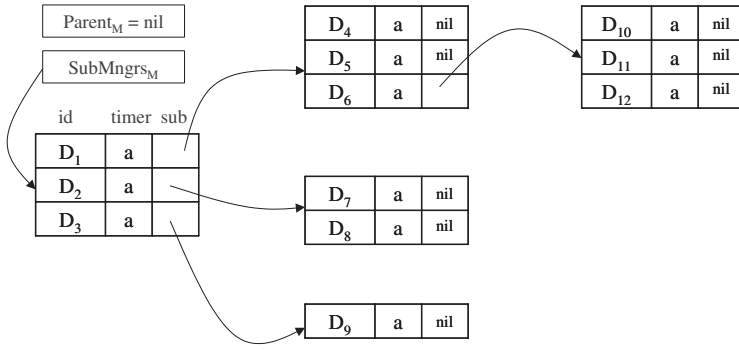 Parent_M = nil
SubMngrs_M
id timer sub
D_1 a
D_2 a
D_3 a
D_4 a nil
D_5 a nil
D_6 a
D_7 a nil
D_8 a nil
D_9 a nil
D_10 a nil
D_11 a nil
D_12 a nil